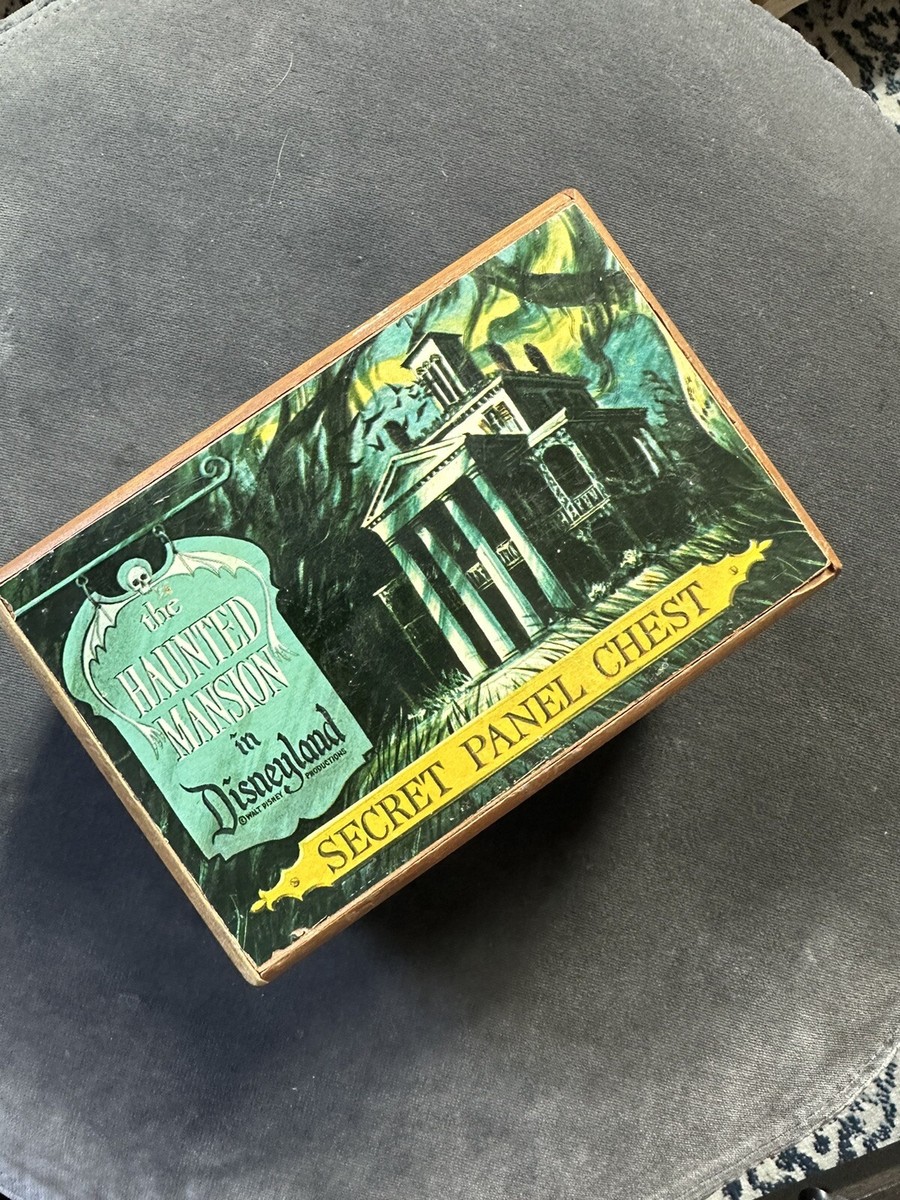 the
HAUNTED
MANSION
in
Disneyland
© WALT DISNEY PRODUCTIONS
SECRET PANEL CHEST